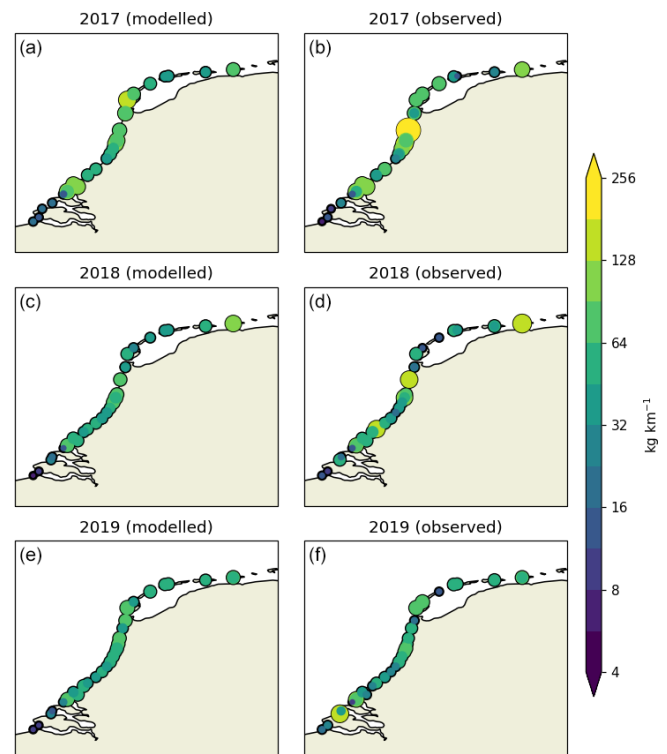 2017 (modelled)
2017 (observed)
(a)
(b)
2018 (modelled)
2018 (observed)
(c)
(d)
2019 (modelled)
2019 (observed)
(e)
(f)
256
128
64
32
16
8
4
kg km⁻¹